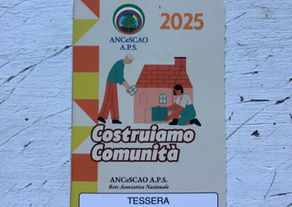 2025
ANCeSCAO
A.P.S.
Costruiamo
Comunità
ANCeSCAO A.P.S.
Rete Associativa Nazionale
TESSERA